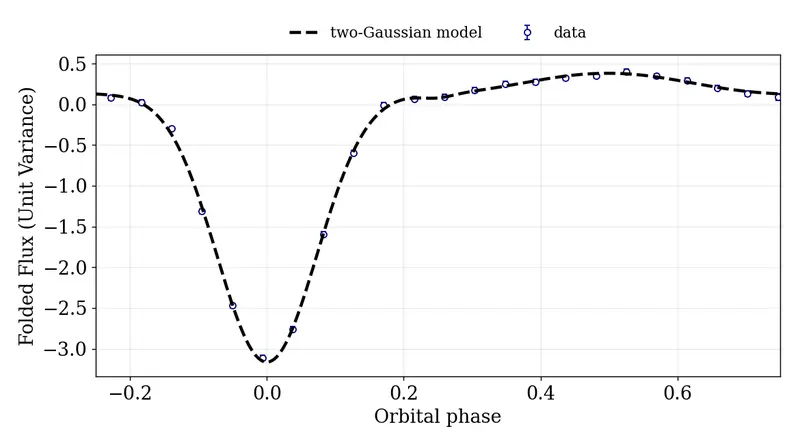 two-Gaussian model data
Folded Flux (Unit Variance)
0.5
0.0
−0.5
−1.0
−1.5
−2.0
−2.5
−3.0
−0.2 0.0 0.2 0.4 0.6
Orbital phase